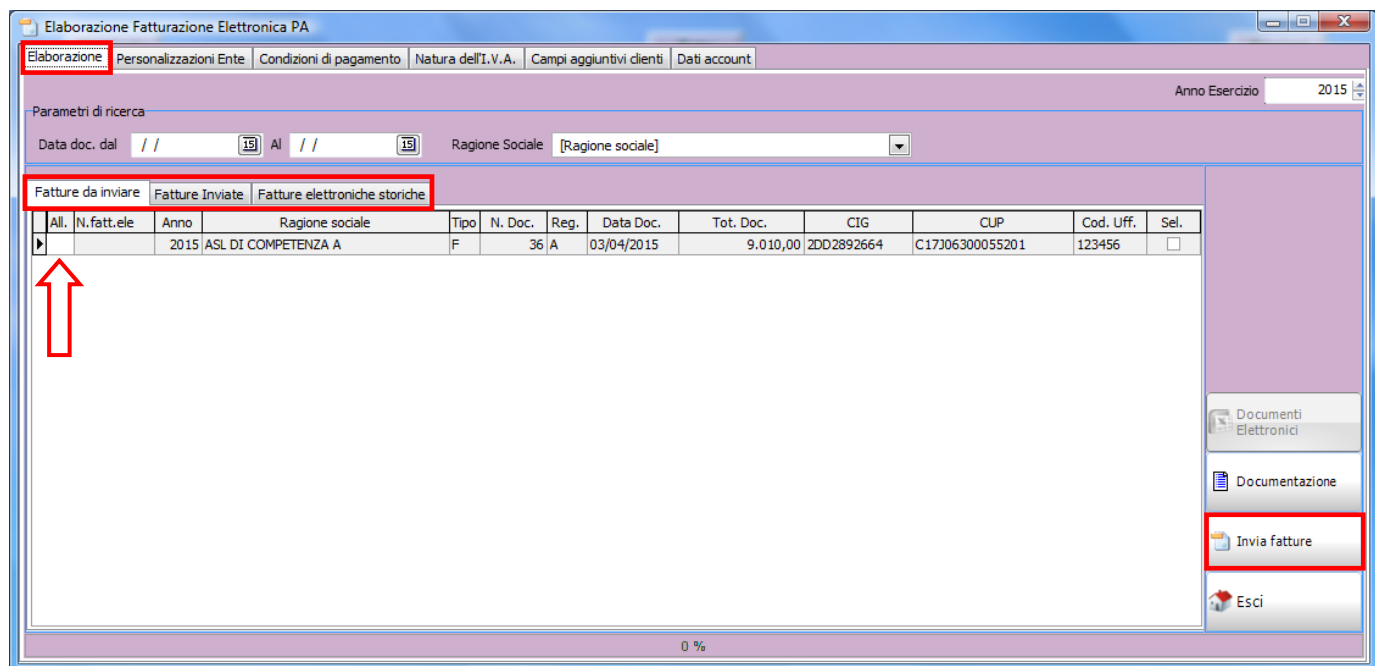 Elaborazione Fatturazione Elettronica PA
Elaborazione Personalizzazioni Ente Condizioni di pagamento Natura dell'I.V.A. Campi aggiuntivi clienti Dati account
Anno Esercizio 2015
Parametri di ricerca
Data doc. dal / / 15 Al / / 15 Ragione Sociale [Ragione sociale]
Fatture da inviare Fatture Inviate Fatture elettroniche storiche
All. N.fatt.ele Anno Ragione sociale Tipo N. Doc. Reg. Data Doc. Tot. Doc. CIG CUP Cod. Uff. Sel.
2015 ASL DI COMPETENZA A F 36 A 03/04/2015 9.010,00 2DD2892664 C17J06300055201 123456
Documenti
Elettronici
Documentazione
Invia fatture
Esci
0 %